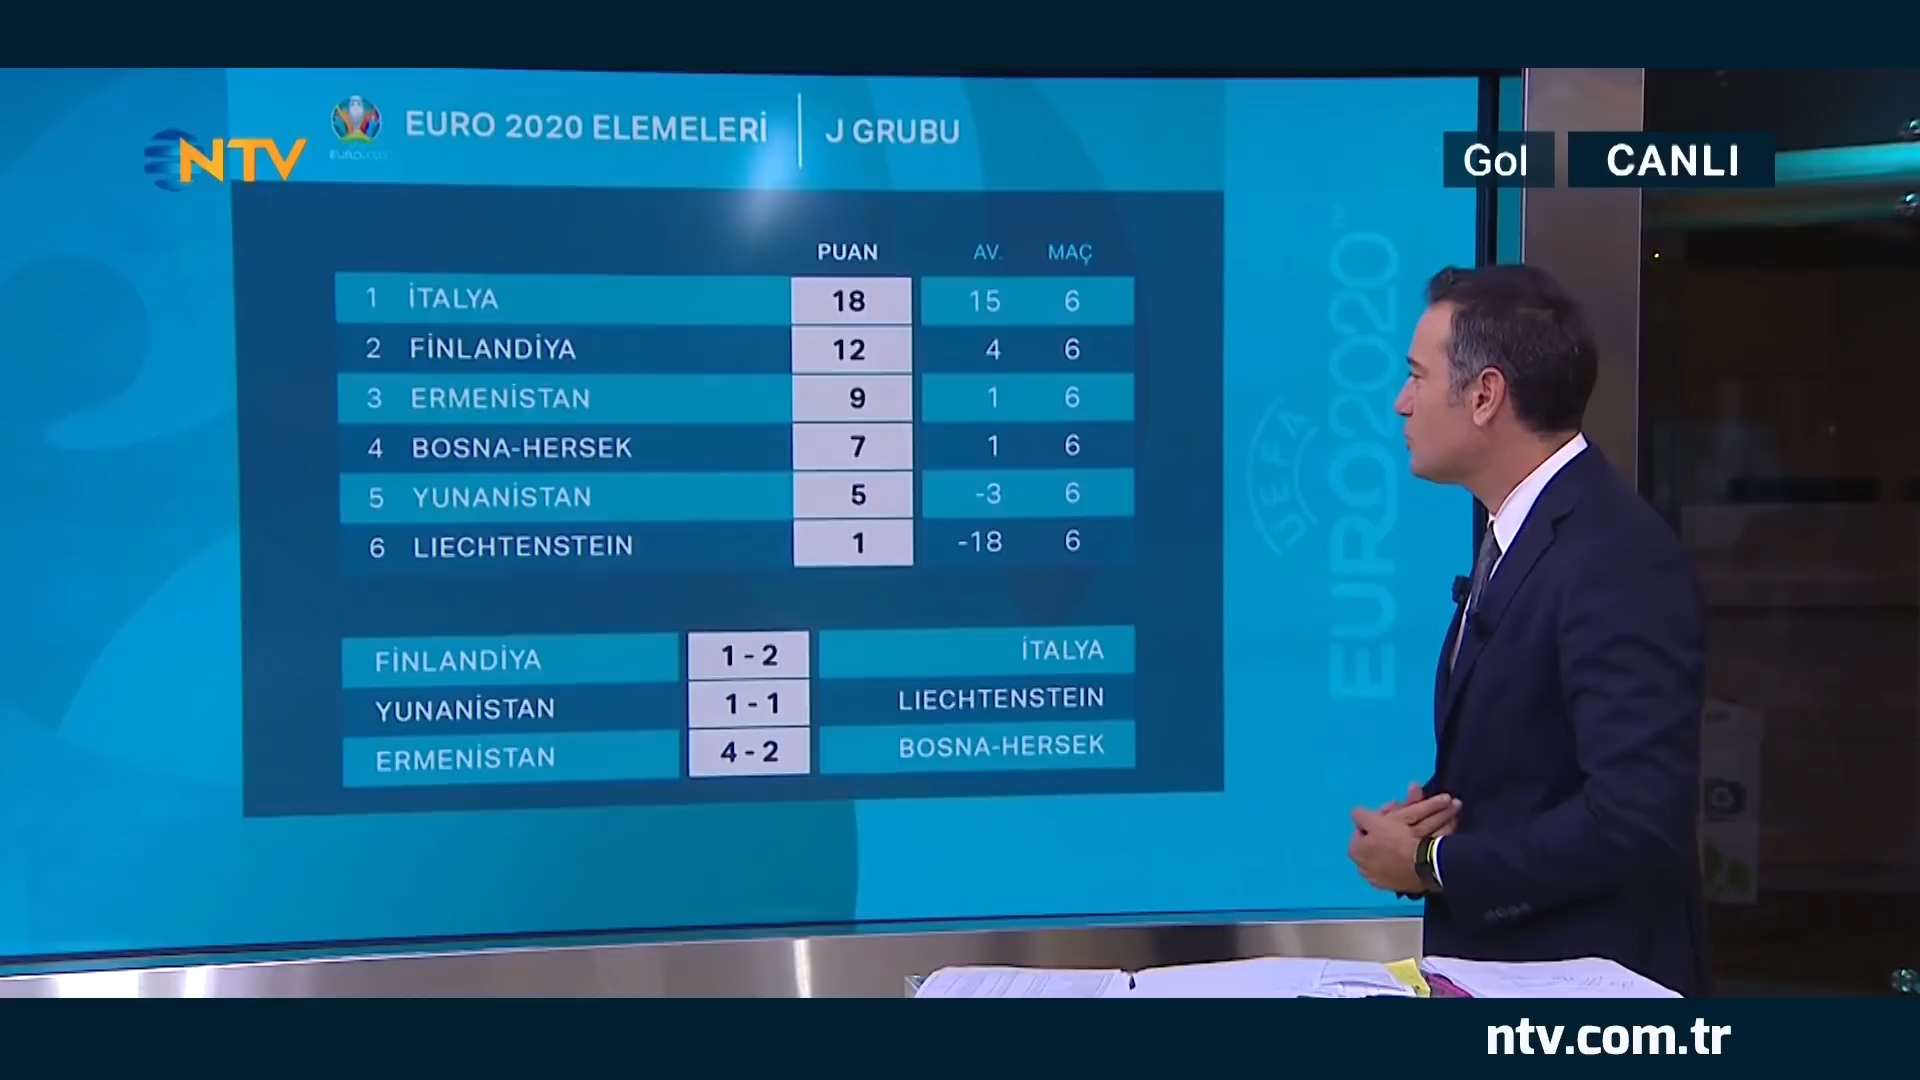 NTV
EURO2020
EURO 2020 ELEMELERİ
J GRUBU
Gol
CANLI
PUAN AV. MAÇ
1 İTALYA 18 15 6
2 FİNLANDİYA 12 4 6
3 ERMENİSTAN 9 1 6
4 BOSNA-HERSEK 7 1 6
5 YUNANİSTAN 5 -3 6
6 LIECHTENSTEIN 1 -18 6
FİNLANDİYA 1 - 2 İTALYA
YUNANİSTAN 1 - 1 LIECHTENSTEIN
ERMENİSTAN 4 - 2 BOSNA-HERSEK
UEFA
EURO2020™
ntv.com.tr